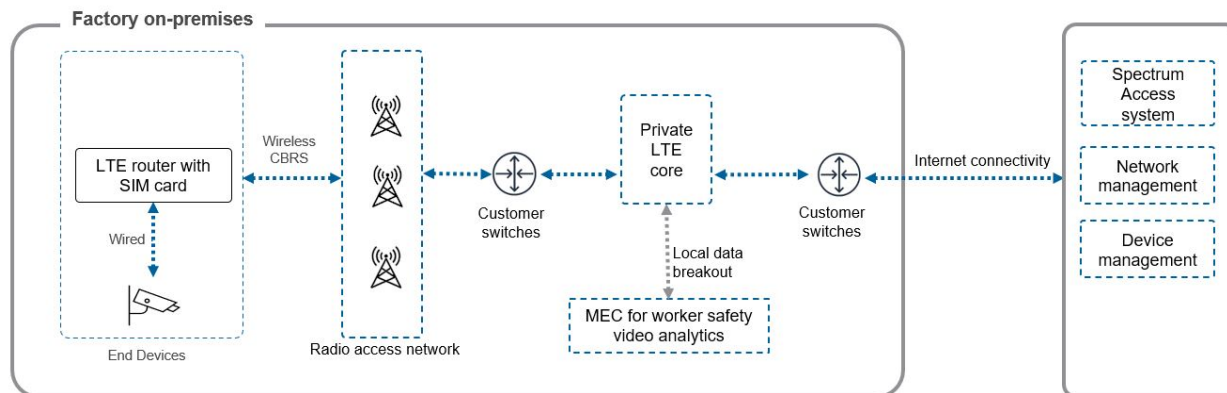 Factory on-premises
LTE router with
SIM card
Wired
End Devices
Wireless
CBRS
Radio access network
Customer
switches
Private
LTE
core
Local data
breakout
MEC for worker safety
video analytics
Customer
switches
Internet connectivity
Spectrum
Access
system
Network
management
Device
management